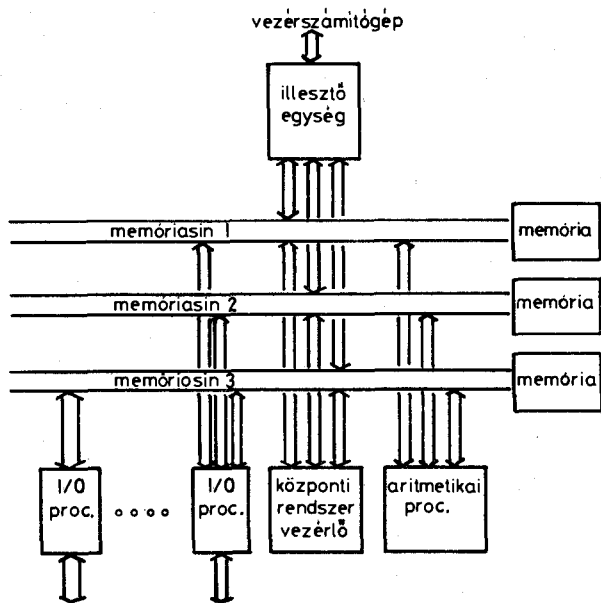 vezérszámítógép
illesztő
egység
memóriasin 1
memória
memóriasin 2
memória
memóriosin 3
memória
I/O
proc.
I/O
proc.
központi
rendszer
vezérlő
aritmetikai
proc.